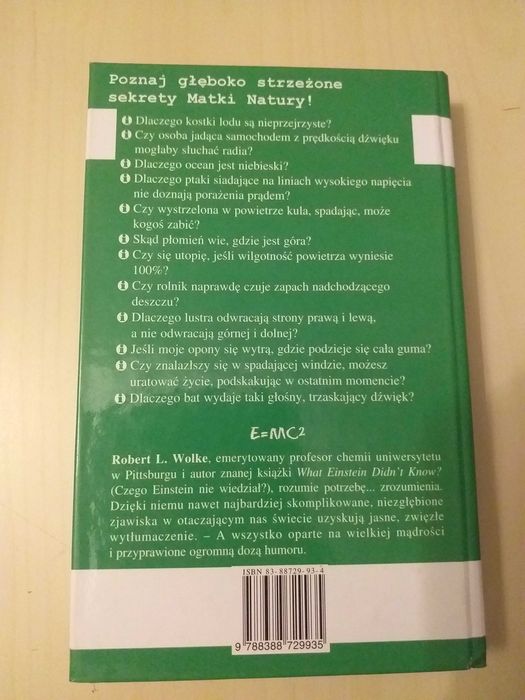 Poznaj głęboko strzeżone
sekrety Matki Natury!
Dlaczego kostki lodu są nieprzejrzyste?
Czy osoba jadąca samochodem z prędkością dźwięku
mogłaby słuchać radia?
Dlaczego ocean jest niebieski?
Dlaczego ptaki siadające na liniach wysokiego napięcia
nie doznają porażenia prądem?
Czy wystrzelona w powietrze kula, spadając, może
kogoś zabić?
Skąd płomień wie, gdzie jest góra?
Czy się utopię, jeśli wilgotność powietrza wyniesie
100%?
Czy rolnik naprawdę czuje zapach nadchodzącego
deszczu?
Dlaczego lustra odwracają strony prawą i lewą,
a nie odwracają górnej i dolnej?
Jeśli moje opony się wytrą, gdzie podzieje się cała guma?
Czy znalazłszy się w spadającej windzie, możesz
uratować życie, podskakując w ostatnim momencie?
Dlaczego bat wydaje taki głośny, trzaskający dźwięk?
E=MC2
Robert L. Wolke, emerytowany profesor chemii uniwersytetu
w Pittsburgu i autor znanej książki What Einstein Didn't Know?
(Czego Einstein nie wiedział?), rozumie potrzebę... zrozumienia.
Dzięki niemu nawet najbardziej skomplikowane, niezgłębione
zjawiska w otaczającym nas świecie uzyskują jasne, zwięzłe
wytłumaczenie. – A wszystko oparte na wielkiej mądrości
i przyprawione ogromną dozą humoru.
ISBN 83-88729-93-4
9 788388 729935